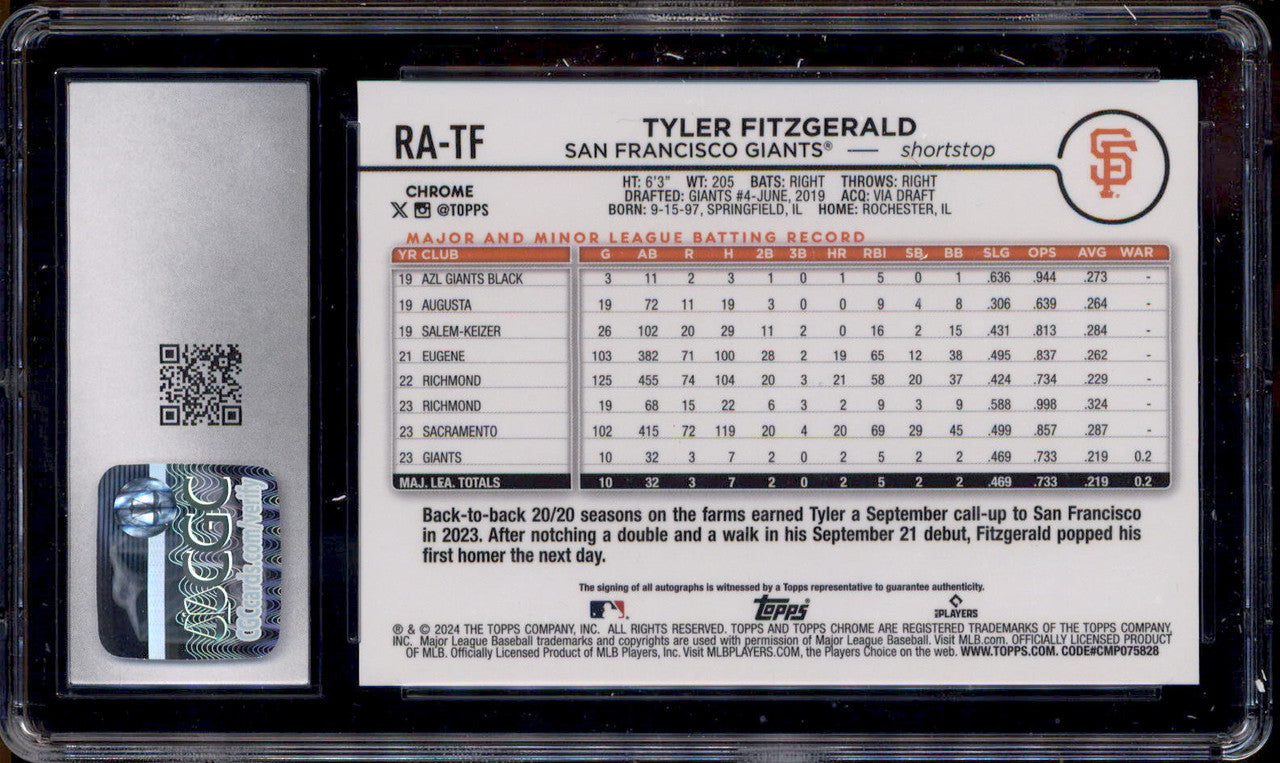 RA-TF
TYLER FITZGERALD
SAN FRANCISCO GIANTS® — shortstop
SF
CHROME
X @TOPPS
HT: 6'3" WT: 205 BATS: RIGHT THROWS: RIGHT
DRAFTED: GIANTS #4-JUNE, 2019 ACQ: VIA DRAFT
BORN: 9-15-97, SPRINGFIELD, IL HOME: ROCHESTER, IL
MAJOR AND MINOR LEAGUE BATTING RECORD
YR CLUB G AB R H 2B 3B HR RBI SB BB SLG OPS AVG WAR
19 AZL GIANTS BLACK 3 11 2 3 1 0 1 5 0 1 .636 .944 .273 -
19 AUGUSTA 19 72 11 19 3 0 0 9 4 8 .306 .639 .264 -
19 SALEM-KEIZER 26 102 20 29 11 2 0 16 2 15 .431 .813 .284 -
21 EUGENE 103 382 71 100 28 2 19 65 12 38 .495 .837 .262 -
22 RICHMOND 125 455 74 104 20 3 21 58 20 37 .424 .734 .229 -
23 RICHMOND 19 68 15 22 6 3 2 9 3 9 .588 .998 .324 -
23 SACRAMENTO 102 415 72 119 20 4 20 69 29 45 .499 .857 .287 -
23 GIANTS 10 32 3 7 2 0 2 5 2 2 .469 .733 .219 0.2
MAJ. LEA. TOTALS 10 32 3 7 2 0 2 5 2 2 .469 .733 .219 0.2
Back-to-back 20/20 seasons on the farms earned Tyler a September call-up to San Francisco
in 2023. After notching a double and a walk in his September 21 debut, Fitzgerald popped his
first homer the next day.
The signing of all autographs is witnessed by a Topps representative to guarantee authenticity.
Topps
PLAYERS
® & © 2024 THE TOPPS COMPANY, INC. ALL RIGHTS RESERVED. TOPPS AND TOPPS CHROME ARE REGISTERED TRADEMARKS OF THE TOPPS COMPANY,
INC. Major League Baseball trademarks and copyrights are used with permission of Major League Baseball. Visit MLB.com. OFFICIALLY LICENSED PRODUCT
OF MLB. Officially Licensed Product of MLB Players, Inc. Visit MLBPLAYERS.COM, the Players Choice on the web. WWW.TOPPS.COM. CODE#CMP075828
CGC
CGCcards.com/verify